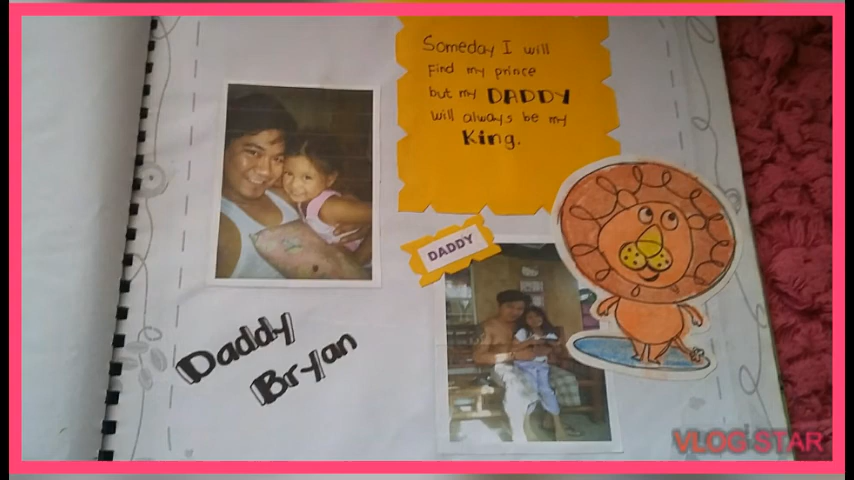 Someday I will
Find my prince
but my DADDY
will always be my
King.
DADDY
Daddy
Bryan
VLOG STAR